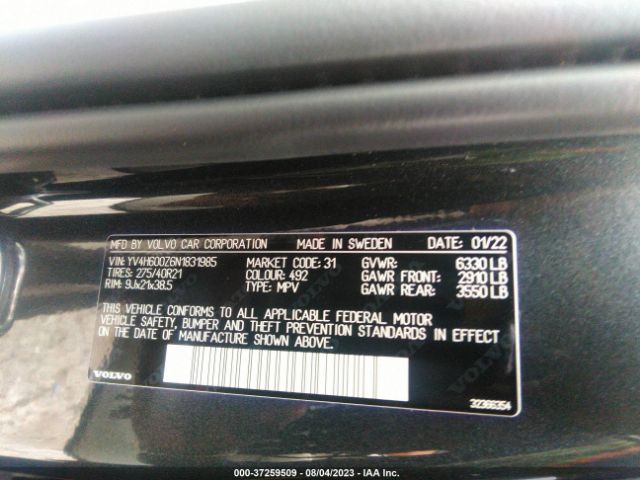 MFD BY VOLVO CAR CORPORATION MADE IN SWEDEN DATE: 01/22
VIN: YV4H600Z6N1831985 MARKET CODE: 31 GVWR: 6330 LB
TIRES: 275/40R21 COLOUR: 492 GAWR FRONT: 2910 LB
RIM: 9Jx21x38.5 TYPE: MPV GAWR REAR: 3550 LB
THIS VEHICLE CONFORMS TO ALL APPLICABLE FEDERAL MOTOR
VEHICLE SAFETY, BUMPER AND THEFT PREVENTION STANDARDS IN EFFECT
ON THE DATE OF MANUFACTURE SHOWN ABOVE.
VOLVO
32366354
000-37259509 - 08/04/2023 - IAA Inc.